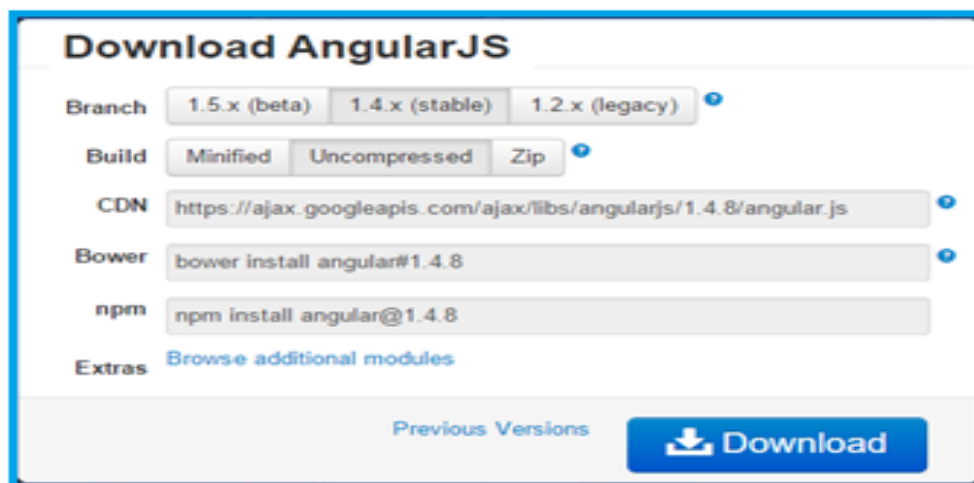 Download AngularJS
Branch 1.5.x (beta) 1.4.x (stable) 1.2.x (legacy) ?
Build Minified Uncompressed Zip ?
CDN https://ajax.googleapis.com/ajax/libs/angularjs/1.4.8/angular.js ?
Bower bower install angular#1.4.8 ?
npm npm install angular@1.4.8
Extras Browse additional modules
Previous Versions Download